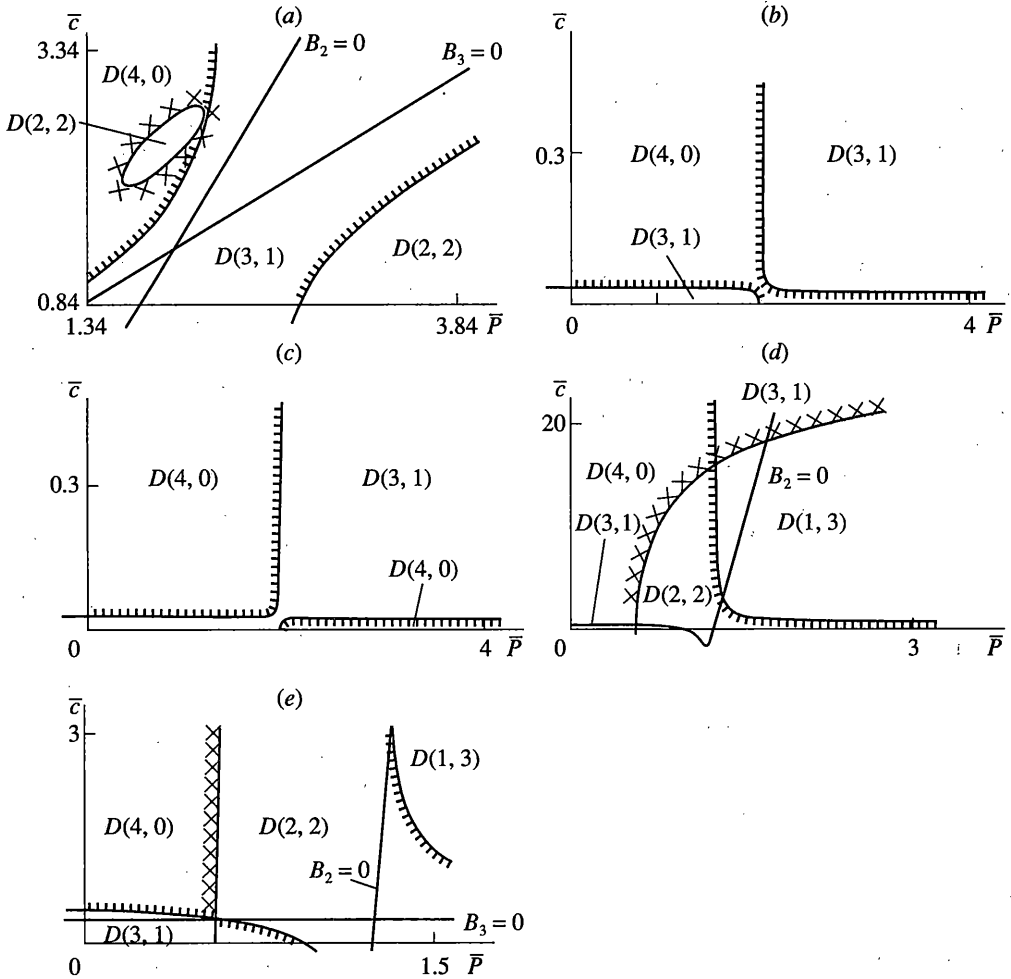 (a)
c̅
3.34
D(4, 0)
D(2, 2)
B₂ = 0
B₃ = 0
D(3, 1)
D(2, 2)
0.84
1.34
3.84 P̅
(b)
c̅
0.3
D(4, 0)
D(3, 1)
D(3, 1)
0
4 P̅
(c)
c̅
0.3
D(4, 0)
D(3, 1)
D(4, 0)
0
4 P̅
(d)
c̅
20
D(3, 1)
D(4, 0)
B₂ = 0
D(3, 1)
D(1, 3)
D(2, 2)
0
3 P̅
(e)
c̅
3
D(1, 3)
D(4, 0)
D(2, 2)
B₂ = 0
B₃ = 0
D(3, 1)
0
1.5 P̅